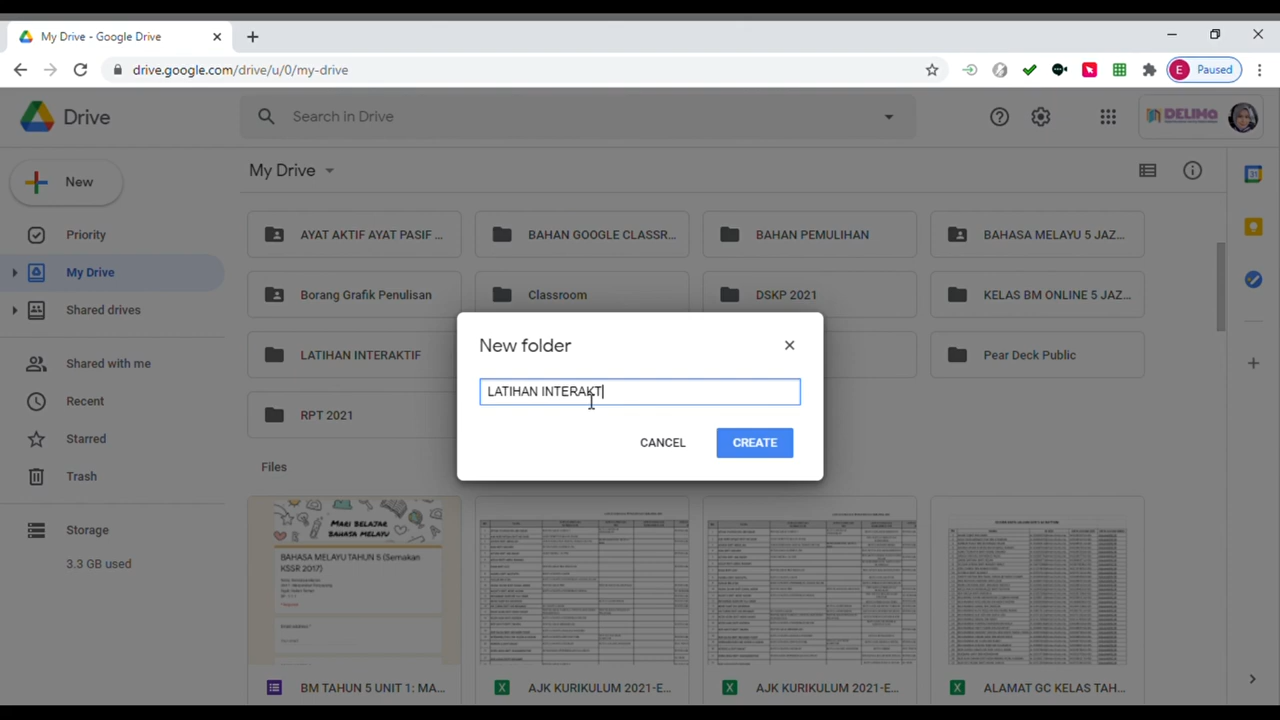 My Drive - Google Drive
drive.google.com/drive/u/0/my-drive
E Paused
Drive
Search in Drive
DELIMa
New
My Drive
Priority
My Drive
Shared drives
Shared with me
Recent
Starred
Trash
Storage
3.3 GB used
AYAT AKTIF AYAT PASIF ...
BAHAN GOOGLE CLASSR...
BAHAN PEMULIHAN
BAHASA MELAYU 5 JAZ...
Borang Grafik Penulisan
Classroom
DSKP 2021
KELAS BM ONLINE 5 JAZ...
LATIHAN INTERAKTIF
Pear Deck Public
RPT 2021
New folder
LATIHAN INTERAKT
CANCEL
CREATE
Files
MARI BELAJAR
BAHASA MELAYU
BAHASA MELAYU TAHUN 5 (Semakan
KSSR 2017)
BM TAHUN 5 UNIT 1: MA...
AJK KURIKULUM 2021-E...
AJK KURIKULUM 2021-E...
ALAMAT GC KELAS TAH...